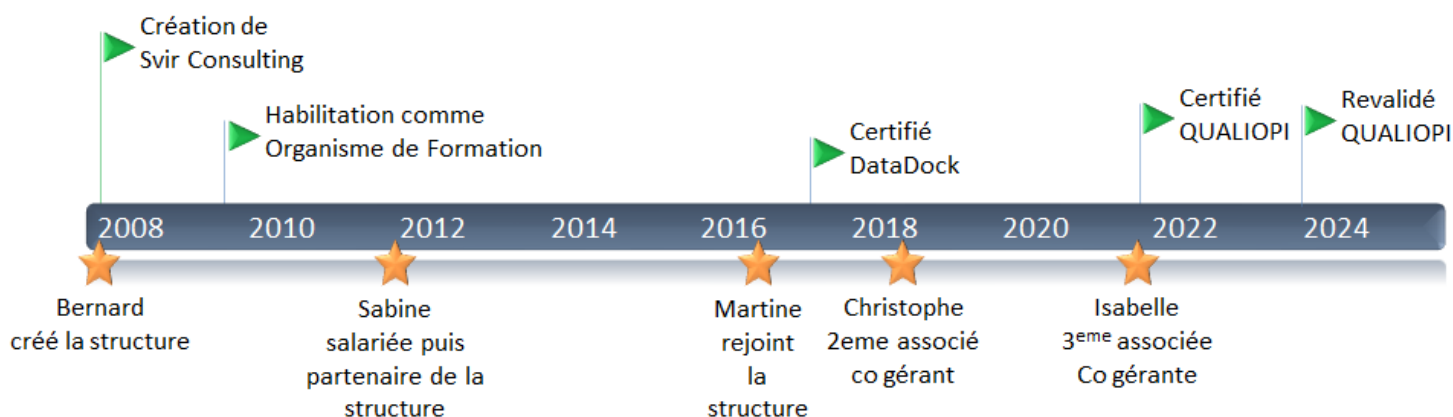 Création de
Svir Consulting
Habilitation comme
Organisme de Formation
Certifié
DataDock
Certifié
QUALIOPI
Revalidé
QUALIOPI
2008 2010 2012 2014 2016 2018 2020 2022 2024
Bernard
créé la structure
Sabine
salariée puis
partenaire de la
structure
Martine
rejoint
la
structure
Christophe
2eme associé
co gérant
Isabelle
3eme associée
Co gérante